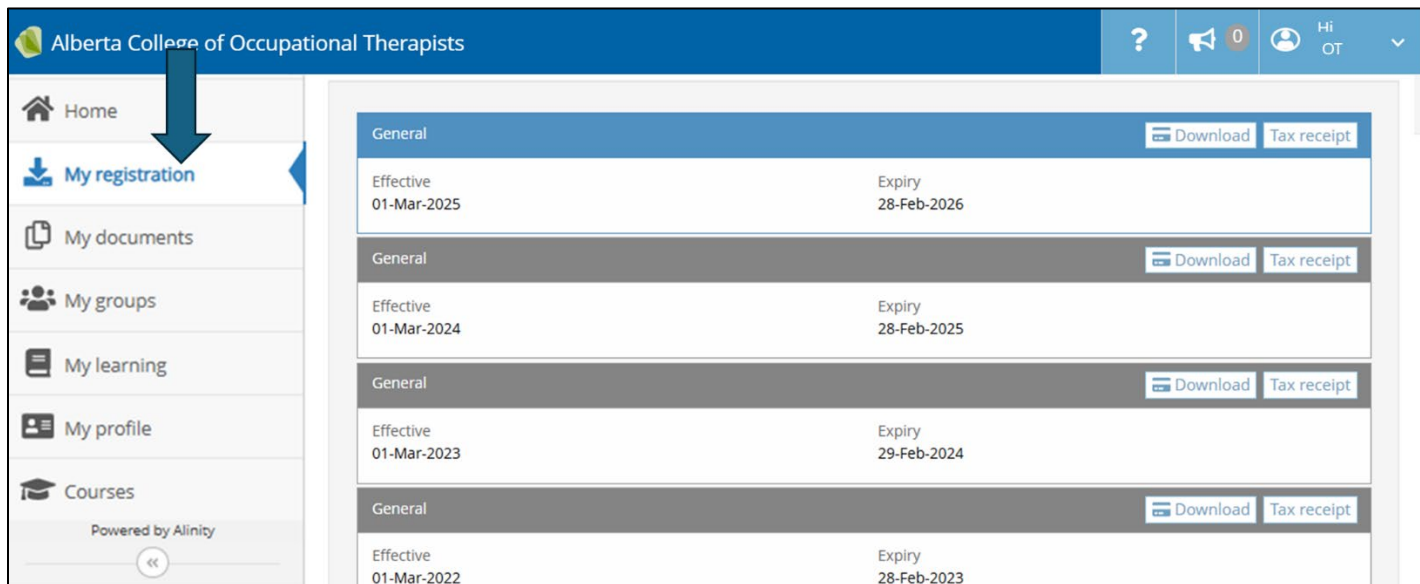 Alberta College of Occupational Therapists
? 0 Hi
OT
Home
My registration
My documents
My groups
My learning
My profile
Courses
Powered by Alinity
«
General Download Tax receipt
Effective Expiry
01-Mar-2025 28-Feb-2026
General Download Tax receipt
Effective Expiry
01-Mar-2024 28-Feb-2025
General Download Tax receipt
Effective Expiry
01-Mar-2023 29-Feb-2024
General Download Tax receipt
Effective Expiry
01-Mar-2022 28-Feb-2023